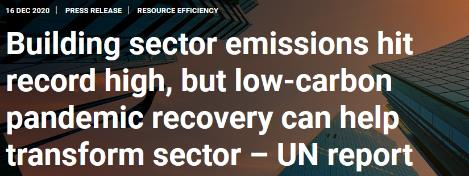 16 DEC 2020 | PRESS RELEASE | RESOURCE EFFICIENCY
Building sector emissions hit
record high, but low-carbon
pandemic recovery can help
transform sector – UN report